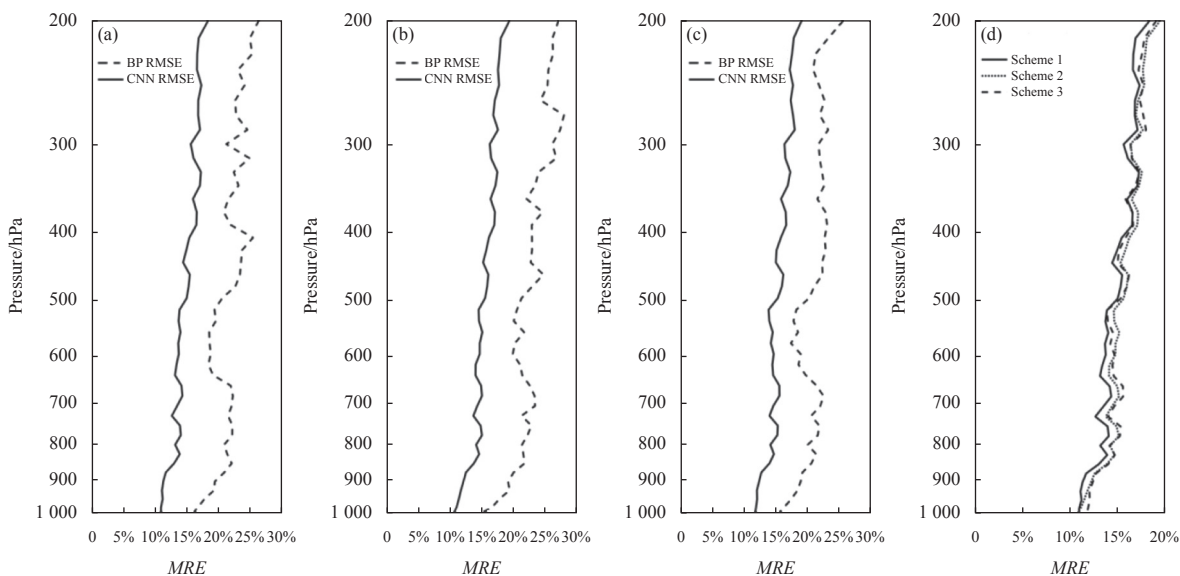 (a)
BP RMSE
CNN RMSE
200
300
400
500
600
700
800
900
1 000
Pressure/hPa
0 5% 10% 15% 20% 25% 30%
MRE
(b)
BP RMSE
CNN RMSE
200
300
400
500
600
700
800
900
1 000
Pressure/hPa
0 5% 10% 15% 20% 25% 30%
MRE
(c)
BP RMSE
CNN RMSE
200
300
400
500
600
700
800
900
1 000
Pressure/hPa
0 5% 10% 15% 20% 25% 30%
MRE
(d)
Scheme 1
Scheme 2
Scheme 3
200
300
400
500
600
700
800
900
1 000
Pressure/hPa
0 5% 10% 15% 20%
MRE